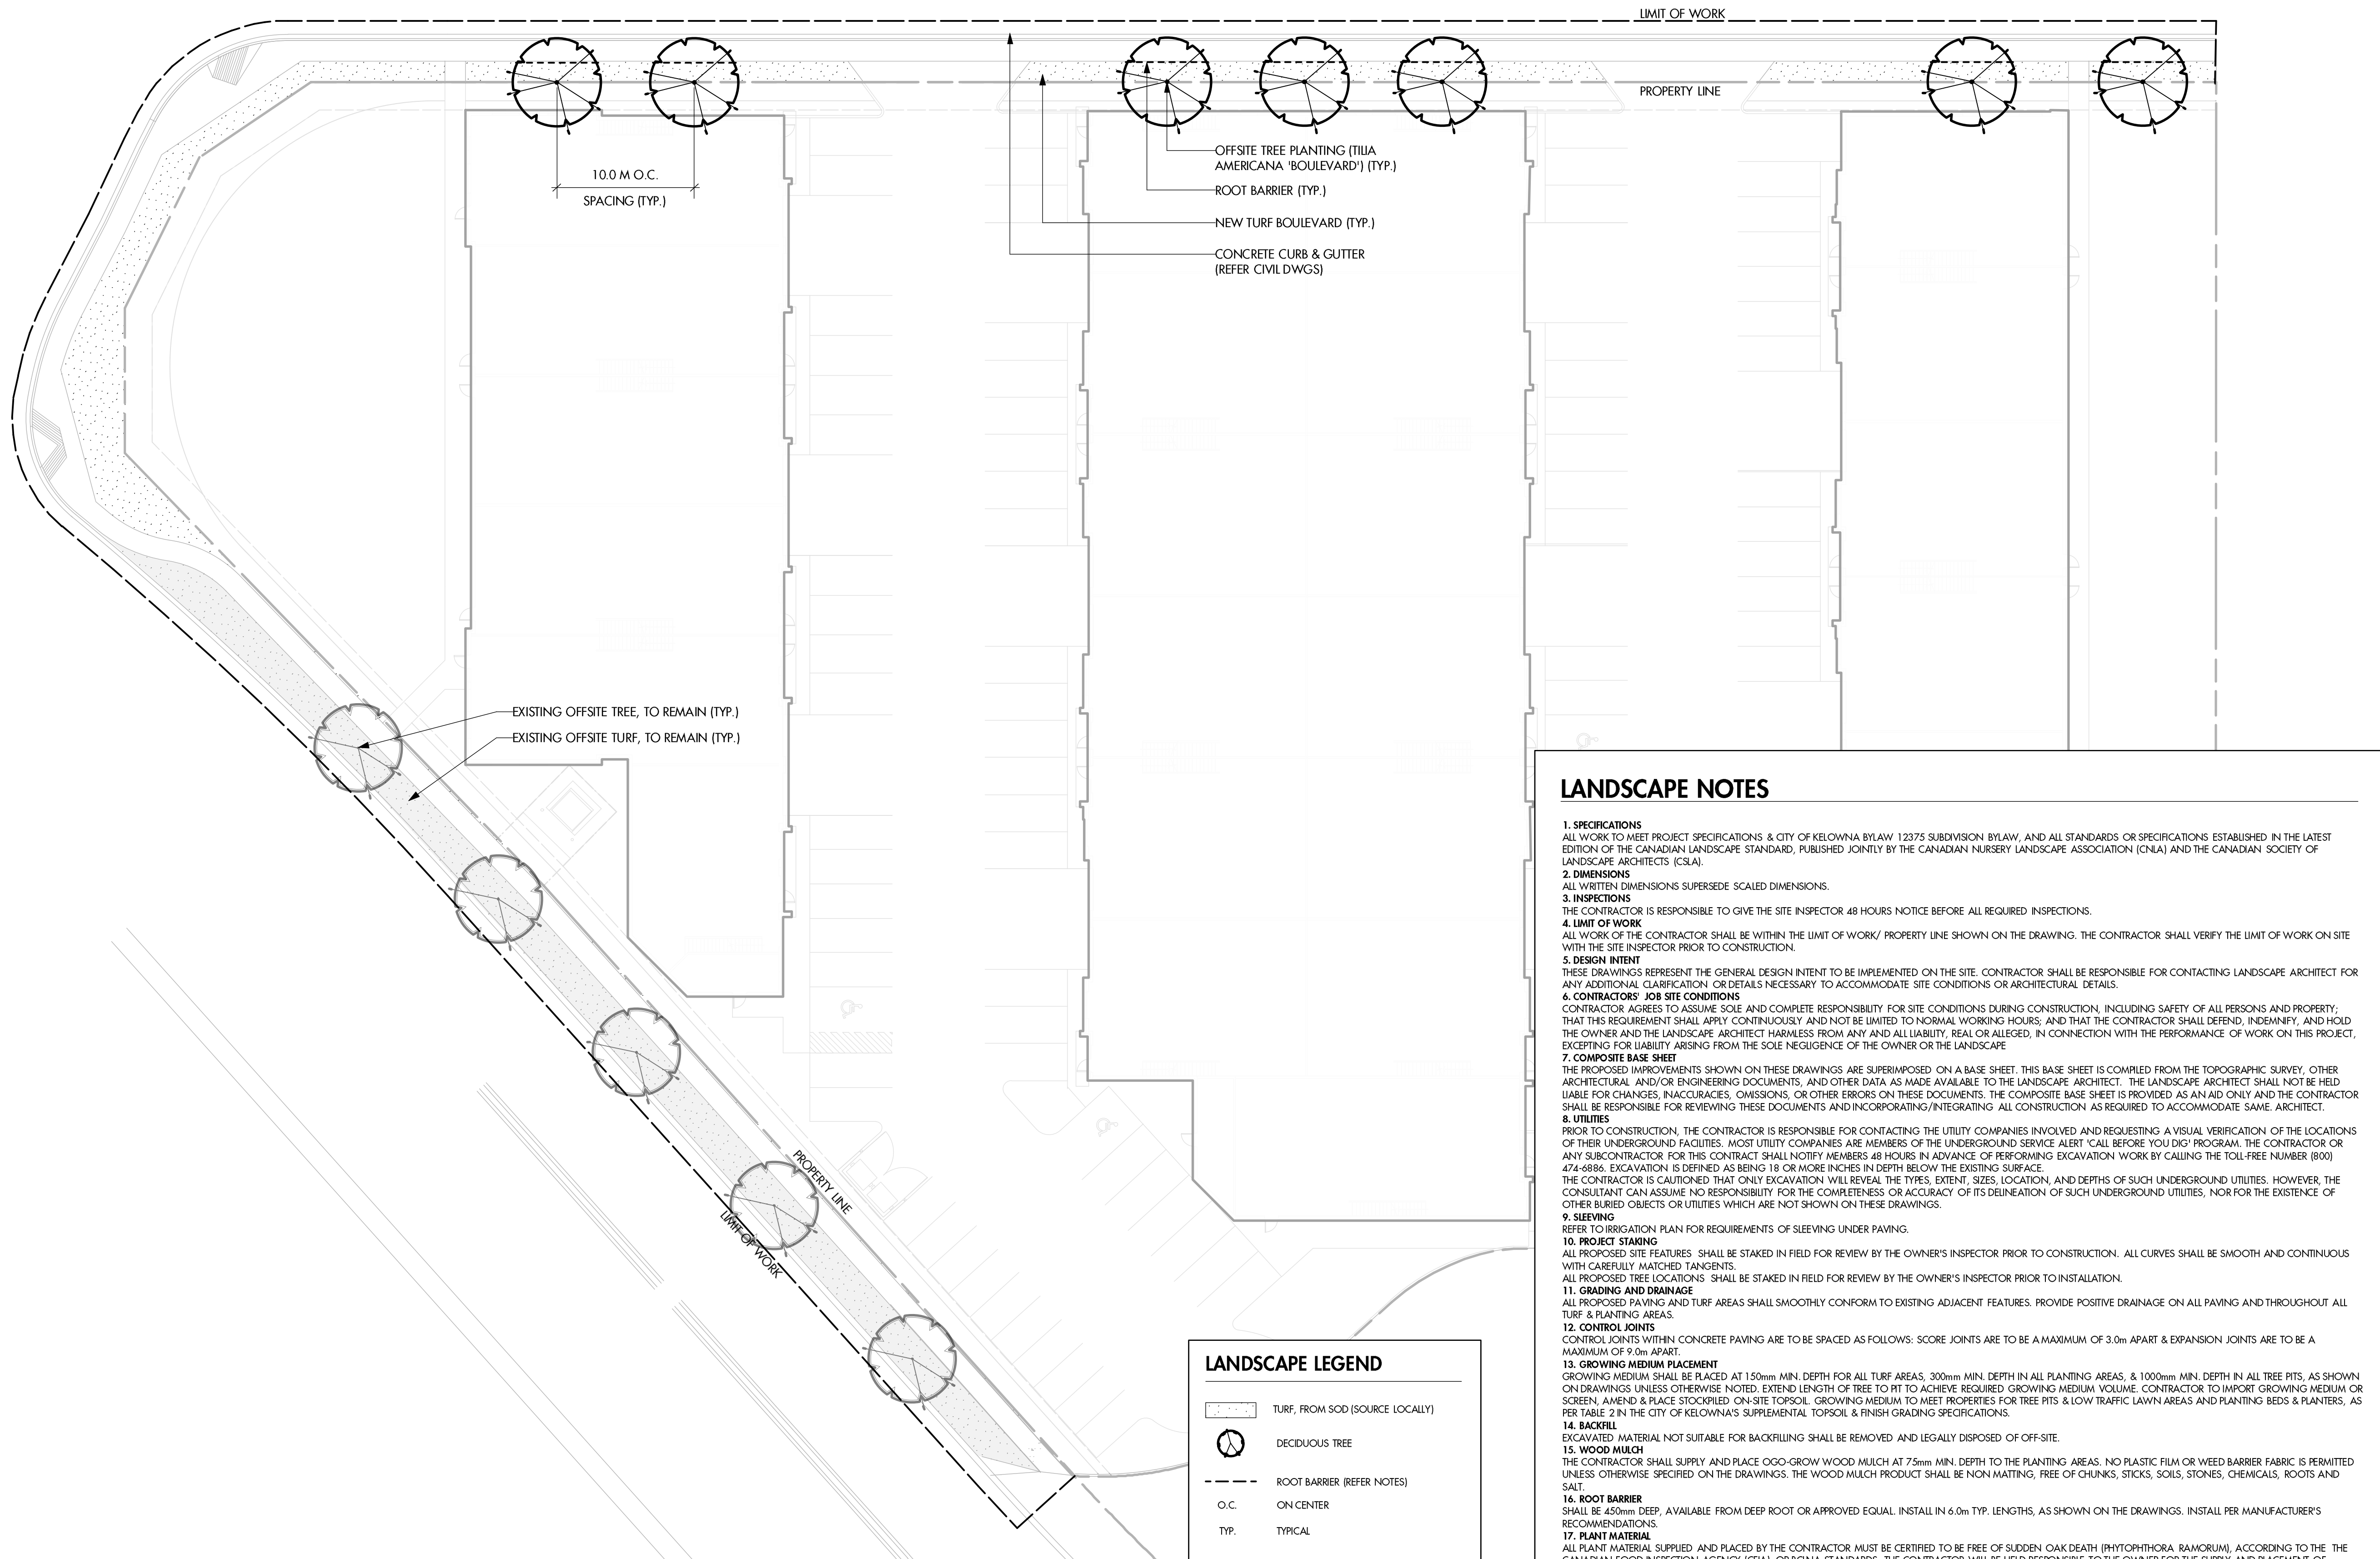 LIMIT OF WORK
PROPERTY LINE
10.0 M O.C.
SPACING (TYP.)
OFFSITE TREE PLANTING (TILIA
AMERICANA 'BOULEVARD') (TYP.)
ROOT BARRIER (TYP.)
NEW TURF BOULEVARD (TYP.)
CONCRETE CURB & GUTTER
(REFER CIVIL DWGS)
EXISTING OFFSITE TREE, TO REMAIN (TYP.)
EXISTING OFFSITE TURF, TO REMAIN (TYP.)
PROPERTY LINE
LIMIT OF WORK
LANDSCAPE LEGEND
TURF, FROM SOD (SOURCE LOCALLY)
DECIDUOUS TREE
ROOT BARRIER (REFER NOTES)
O.C. ON CENTER
TYP. TYPICAL
LANDSCAPE NOTES
1. SPECIFICATIONS
ALL WORK TO MEET PROJECT SPECIFICATIONS & CITY OF KELOWNA BYLAW 12375 SUBDIVISION BYLAW, AND ALL STANDARDS OR SPECIFICATIONS ESTABLISHED IN THE LATEST
EDITION OF THE CANADIAN LANDSCAPE STANDARD, PUBLISHED JOINTLY BY THE CANADIAN NURSERY LANDSCAPE ASSOCIATION (CNLA) AND THE CANADIAN SOCIETY OF
LANDSCAPE ARCHITECTS (CSLA).
2. DIMENSIONS
ALL WRITTEN DIMENSIONS SUPERSEDE SCALED DIMENSIONS.
3. INSPECTIONS
THE CONTRACTOR IS RESPONSIBLE TO GIVE THE SITE INSPECTOR 48 HOURS NOTICE BEFORE ALL REQUIRED INSPECTIONS.
4. LIMIT OF WORK
ALL WORK OF THE CONTRACTOR SHALL BE WITHIN THE LIMIT OF WORK/ PROPERTY LINE SHOWN ON THE DRAWING. THE CONTRACTOR SHALL VERIFY THE LIMIT OF WORK ON SITE
WITH THE SITE INSPECTOR PRIOR TO CONSTRUCTION.
5. DESIGN INTENT
THESE DRAWINGS REPRESENT THE GENERAL DESIGN INTENT TO BE IMPLEMENTED ON THE SITE. CONTRACTOR SHALL BE RESPONSIBLE FOR CONTACTING LANDSCAPE ARCHITECT FOR
ANY ADDITIONAL CLARIFICATION OR DETAILS NECESSARY TO ACCOMMODATE SITE CONDITIONS OR ARCHITECTURAL DETAILS.
6. CONTRACTORS' JOB SITE CONDITIONS
CONTRACTOR AGREES TO ASSUME SOLE AND COMPLETE RESPONSIBILITY FOR SITE CONDITIONS DURING CONSTRUCTION, INCLUDING SAFETY OF ALL PERSONS AND PROPERTY;
THAT THIS REQUIREMENT SHALL APPLY CONTINUOUSLY AND NOT BE LIMITED TO NORMAL WORKING HOURS; AND THAT THE CONTRACTOR SHALL DEFEND, INDEMNIFY, AND HOLD
THE OWNER AND THE LANDSCAPE ARCHITECT HARMLESS FROM ANY AND ALL LIABILITY, REAL OR ALLEGED, IN CONNECTION WITH THE PERFORMANCE OF WORK ON THIS PROJECT,
EXCEPTING FOR LIABILITY ARISING FROM THE SOLE NEGLIGENCE OF THE OWNER OR THE LANDSCAPE
7. COMPOSITE BASE SHEET
THE PROPOSED IMPROVEMENTS SHOWN ON THESE DRAWINGS ARE SUPERIMPOSED ON A BASE SHEET. THIS BASE SHEET IS COMPILED FROM THE TOPOGRAPHIC SURVEY, OTHER
ARCHITECTURAL AND/OR ENGINEERING DOCUMENTS, AND OTHER DATA AS MADE AVAILABLE TO THE LANDSCAPE ARCHITECT. THE LANDSCAPE ARCHITECT SHALL NOT BE HELD
LIABLE FOR CHANGES, INACCURACIES, OMISSIONS, OR OTHER ERRORS ON THESE DOCUMENTS. THE COMPOSITE BASE SHEET IS PROVIDED AS AN AID ONLY AND THE CONTRACTOR
SHALL BE RESPONSIBLE FOR REVIEWING THESE DOCUMENTS AND INCORPORATING/INTEGRATING ALL CONSTRUCTION AS REQUIRED TO ACCOMMODATE SAME. ARCHITECT.
8. UTILITIES
PRIOR TO CONSTRUCTION, THE CONTRACTOR IS RESPONSIBLE FOR CONTACTING THE UTILITY COMPANIES INVOLVED AND REQUESTING A VISUAL VERIFICATION OF THE LOCATIONS
OF THEIR UNDERGROUND FACILITIES. MOST UTILITY COMPANIES ARE MEMBERS OF THE UNDERGROUND SERVICE ALERT 'CALL BEFORE YOU DIG' PROGRAM. THE CONTRACTOR OR
ANY SUBCONTRACTOR FOR THIS CONTRACT SHALL NOTIFY MEMBERS 48 HOURS IN ADVANCE OF PERFORMING EXCAVATION WORK BY CALLING THE TOLL-FREE NUMBER (800)
474-6886. EXCAVATION IS DEFINED AS BEING 18 OR MORE INCHES IN DEPTH BELOW THE EXISTING SURFACE.
THE CONTRACTOR IS CAUTIONED THAT ONLY EXCAVATION WILL REVEAL THE TYPES, EXTENT, SIZES, LOCATION, AND DEPTHS OF SUCH UNDERGROUND UTILITIES. HOWEVER, THE
CONSULTANT CAN ASSUME NO RESPONSIBILITY FOR THE COMPLETENESS OR ACCURACY OF ITS DELINEATION OF SUCH UNDERGROUND UTILITIES, NOR FOR THE EXISTENCE OF
OTHER BURIED OBJECTS OR UTILITIES WHICH ARE NOT SHOWN ON THESE DRAWINGS.
9. SLEEVING
REFER TO IRRIGATION PLAN FOR REQUIREMENTS OF SLEEVING UNDER PAVING.
10. PROJECT STAKING
ALL PROPOSED SITE FEATURES SHALL BE STAKED IN FIELD FOR REVIEW BY THE OWNER'S INSPECTOR PRIOR TO CONSTRUCTION. ALL CURVES SHALL BE SMOOTH AND CONTINUOUS
WITH CAREFULLY MATCHED TANGENTS.
ALL PROPOSED TREE LOCATIONS SHALL BE STAKED IN FIELD FOR REVIEW BY THE OWNER'S INSPECTOR PRIOR TO INSTALLATION.
11. GRADING AND DRAINAGE
ALL PROPOSED PAVING AND TURF AREAS SHALL SMOOTHLY CONFORM TO EXISTING ADJACENT FEATURES. PROVIDE POSITIVE DRAINAGE ON ALL PAVING AND THROUGHOUT ALL
TURF & PLANTING AREAS.
12. CONTROL JOINTS
CONTROL JOINTS WITHIN CONCRETE PAVING ARE TO BE SPACED AS FOLLOWS: SCORE JOINTS ARE TO BE A MAXIMUM OF 3.0m APART & EXPANSION JOINTS ARE TO BE A
MAXIMUM OF 9.0m APART.
13. GROWING MEDIUM PLACEMENT
GROWING MEDIUM SHALL BE PLACED AT 150mm MIN. DEPTH FOR ALL TURF AREAS, 300mm MIN. DEPTH IN ALL PLANTING AREAS, & 1000mm MIN. DEPTH IN ALL TREE PITS, AS SHOWN
ON DRAWINGS UNLESS OTHERWISE NOTED. EXTEND LENGTH OF TREE TO PIT TO ACHIEVE REQUIRED GROWING MEDIUM VOLUME. CONTRACTOR TO IMPORT GROWING MEDIUM OR
SCREEN, AMEND & PLACE STOCKPILED ON-SITE TOPSOIL. GROWING MEDIUM TO MEET PROPERTIES FOR TREE PITS & LOW TRAFFIC LAWN AREAS AND PLANTING BEDS & PLANTERS, AS
PER TABLE 2 IN THE CITY OF KELOWNA'S SUPPLEMENTAL TOPSOIL & FINISH GRADING SPECIFICATIONS.
14. BACKFILL
EXCAVATED MATERIAL NOT SUITABLE FOR BACKFILLING SHALL BE REMOVED AND LEGALLY DISPOSED OF OFF-SITE.
15. WOOD MULCH
THE CONTRACTOR SHALL SUPPLY AND PLACE OGO-GROW WOOD MULCH AT 75mm MIN. DEPTH TO THE PLANTING AREAS. NO PLASTIC FILM OR WEED BARRIER FABRIC IS PERMITTED
UNLESS OTHERWISE SPECIFIED ON THE DRAWINGS. THE WOOD MULCH PRODUCT SHALL BE NON MATTING, FREE OF CHUNKS, STICKS, SOILS, STONES, CHEMICALS, ROOTS AND
SALT.
16. ROOT BARRIER
SHALL BE 450mm DEEP, AVAILABLE FROM DEEP ROOT OR APPROVED EQUAL. INSTALL IN 6.0m TYP. LENGTHS, AS SHOWN ON THE DRAWINGS. INSTALL PER MANUFACTURER'S
RECOMMENDATIONS.
17. PLANT MATERIAL
ALL PLANT MATERIAL SUPPLIED AND PLACED BY THE CONTRACTOR MUST BE CERTIFIED TO BE FREE OF SUDDEN OAK DEATH (PHYTOPHTHORA RAMORUM), ACCORDING TO THE THE